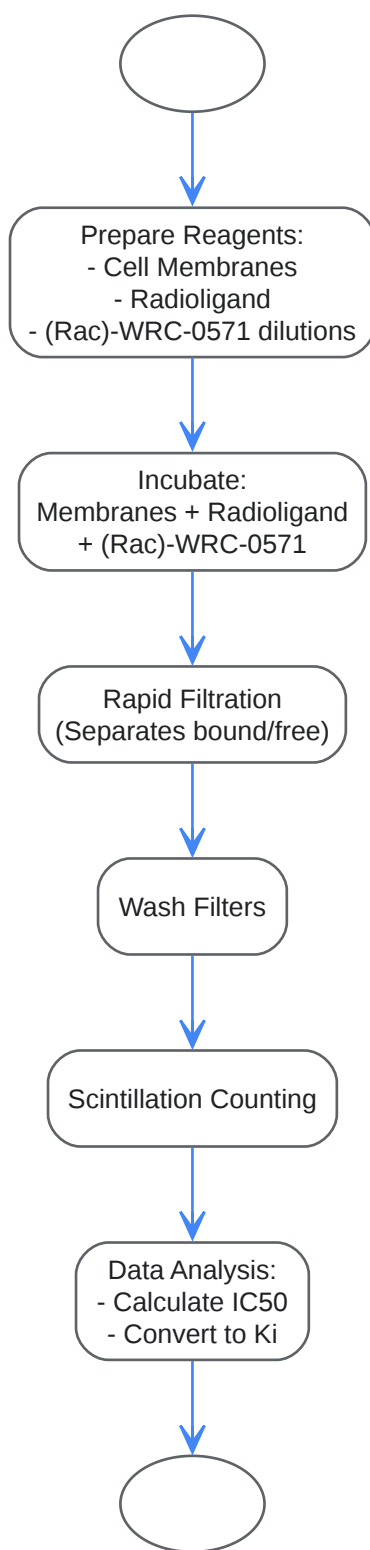 Prepare Reagents:
- Cell Membranes
- Radioligand
- (Rac)-WRC-0571 dilutions
Incubate:
Membranes + Radioligand
+ (Rac)-WRC-0571
Rapid Filtration
(Separates bound/free)
Wash Filters
Scintillation Counting
Data Analysis:
- Calculate IC50
- Convert to Ki